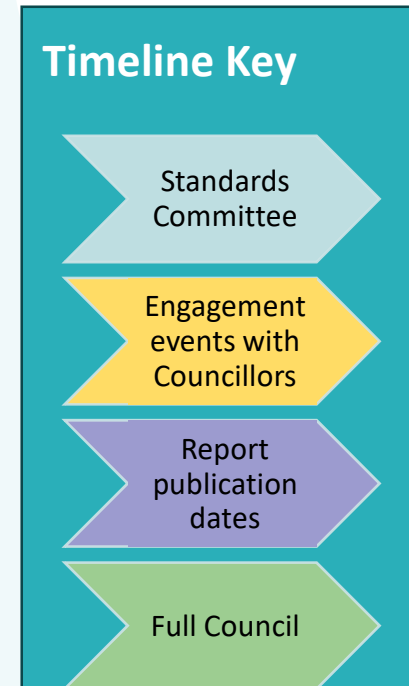 Timeline Key
Standards
Committee
Engagement
events with
Councillors
Report
publication
dates
Full Council